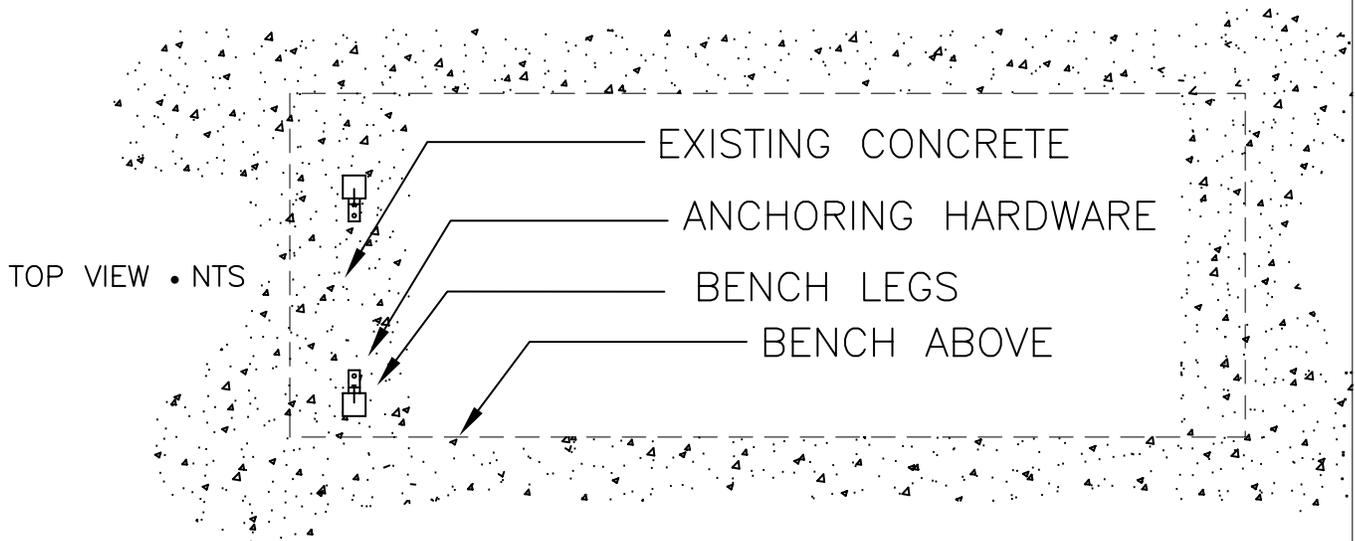 EXISTING CONCRETE
ANCHORING HARDWARE
TOP VIEW • NTS
BENCH LEGS
BENCH ABOVE